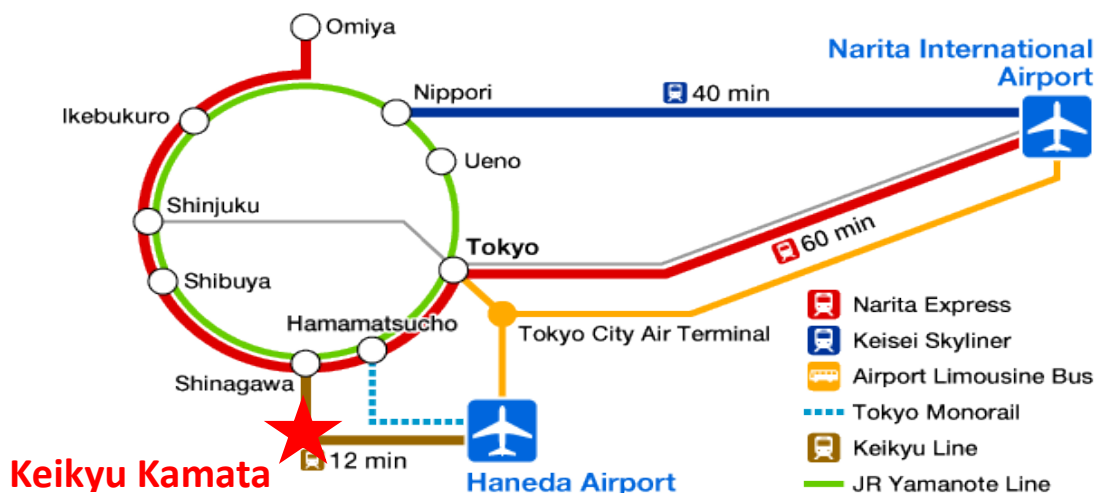 Omiya
Narita International
Airport
Nippori
40 min
Ikebukuro
Ueno
Shinjuku
Tokyo
60 min
Shibuya
Narita Express
Hamamatsucho
Tokyo City Air Terminal
Keisei Skyliner
Shinagawa
Airport Limousine Bus
Tokyo Monorail
Keikyu Line
12 min
Keikyu Kamata
Haneda Airport
JR Yamanote Line